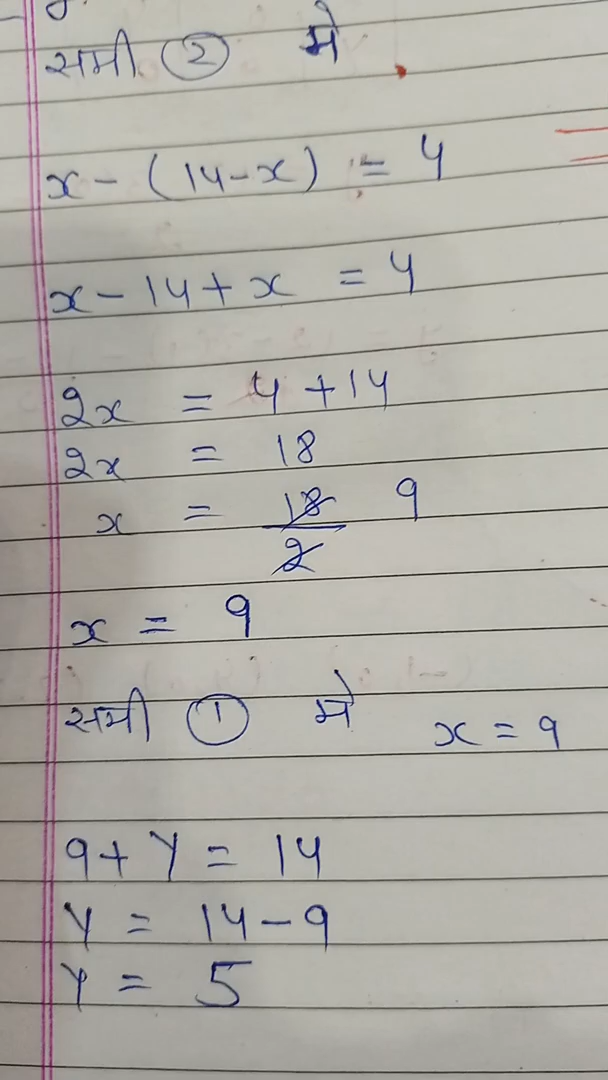 समी ② मे
x - (14 - x) = 4
x - 14 + x = 4
2x = 4 + 14
2x = 18
x = 18/2 9
x = 9
समी ① मे x = 9
9 + y = 14
y = 14 - 9
y = 5